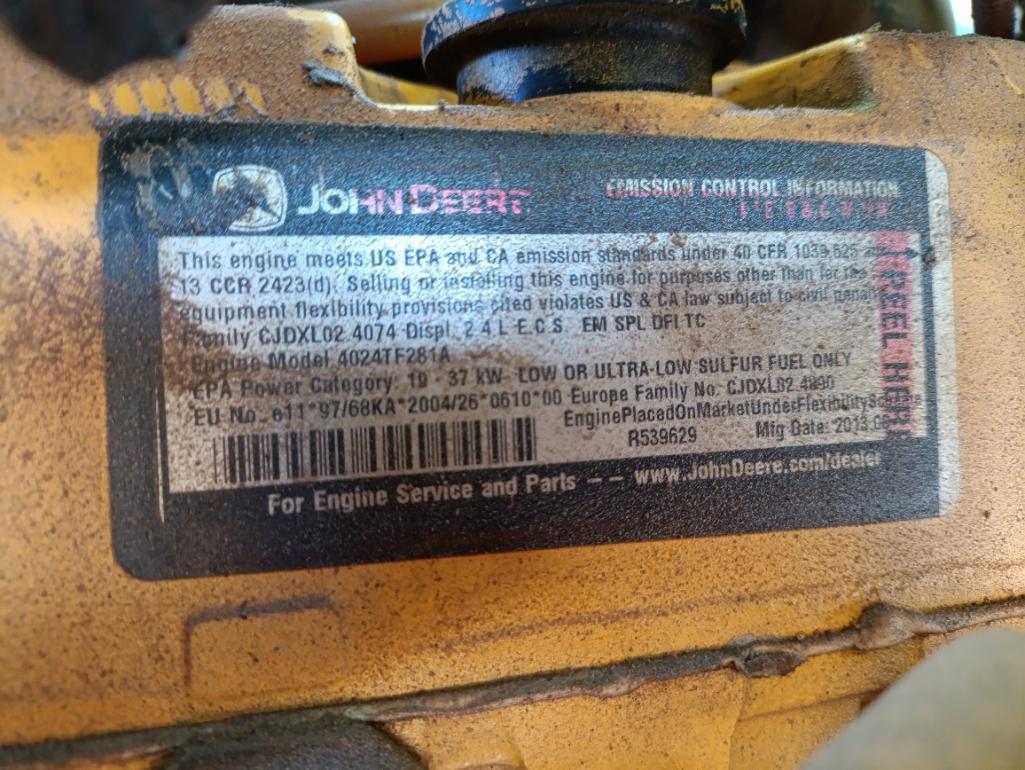 JOHN DEERE
EMISSION CONTROL INFORMATION
This engine meets US EPA and CA emission standards under 40 CFR 1039.625
13 CCR 2423(d). Selling or installing this engine for purposes other than for the
equipment flexibility provisions cited violates US & CA law subject to civil
Family CJDXL02.4074 Displ. 2.4 L E.C.S. EM SPL DFI TC
Engine Model 4024TF281A
EPA Power Category 19 - 37 kW LOW OR ULTRA-LOW SULFUR FUEL ONLY
EU No. e11*97/68KA*2004/26*0610*00 Europe Family No.
EnginePlacedOnMarketUnderFlexibility
R539629 Mfg Date: 2013
PEEL HERE
For Engine Service and Parts -- www.JohnDeere.com/dealer